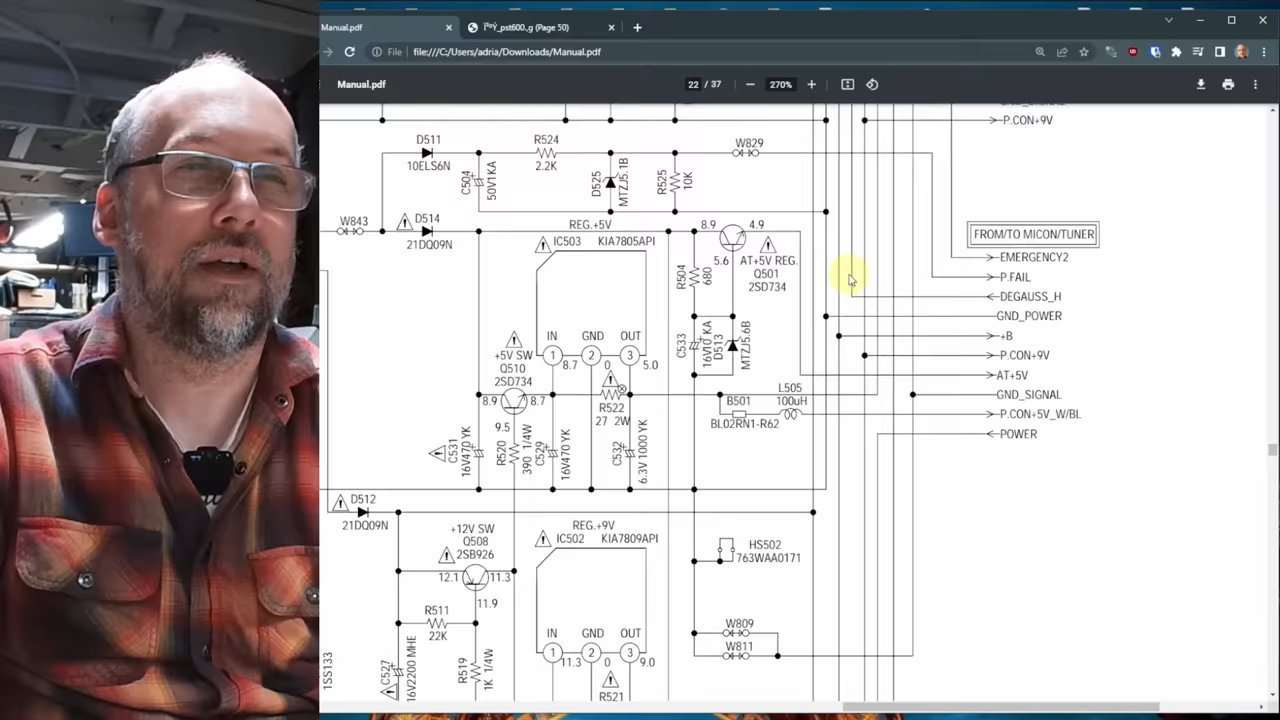 Manual.pdf
_pst600_g (Page 50)
File
file:///C:/Users/adria/Downloads/Manual.pdf
Manual.pdf
22 / 37
270%
P.CON+9V
D511
10ELS6N
R524
2.2K
W829
C504
50V1KA
D525
MTZJ5.1B
R525
10K
W843
D514
21DQ09N
REG.+5V
8.9
4.9
IC503 KIA7805API
5.6
AT+5V REG.
Q501
2SD734
R504
680
FROM/TO MICON/TUNER
EMERGENCY2
P.FAIL
DEGAUSS_H
GND_POWER
+B
P.CON+9V
AT+5V
GND_SIGNAL
P.CON+5V_W/BL
POWER
C533
16V10 KA
D513
MTZJ5.6B
IN
GND
OUT
1
2
3
8.7
0
5.0
+5V SW
Q510
2SD734
8.9
8.7
9.5
R522
27 2W
B501
BL02RN1-R62
L505
100uH
C531
16V470 YK
R520
390 1/4W
C529
16V470 YK
C532
6.3V 1000 YK
D512
21DQ09N
+12V SW
Q508
2SB926
12.1
11.3
11.9
REG.+9V
IC502 KIA7809API
HS502
763WAA0171
R511
22K
W809
W811
IN
GND
OUT
1
2
3
11.3
0
9.0
1SS133
C527
16V2200 MHE
R519
1K 1/4W
R521